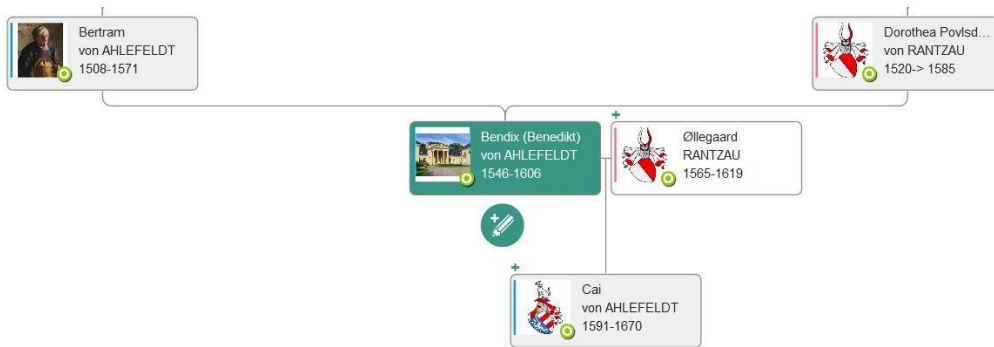 Bertram
von AHLEFELDT
1508-1571
Dorothea Povlsd...
von RANTZAU
1520-> 1585
Bendix (Benedikt)
von AHLEFELDT
1546-1606
Øllegaard
RANTZAU
1565-1619
Cai
von AHLEFELDT
1591-1670